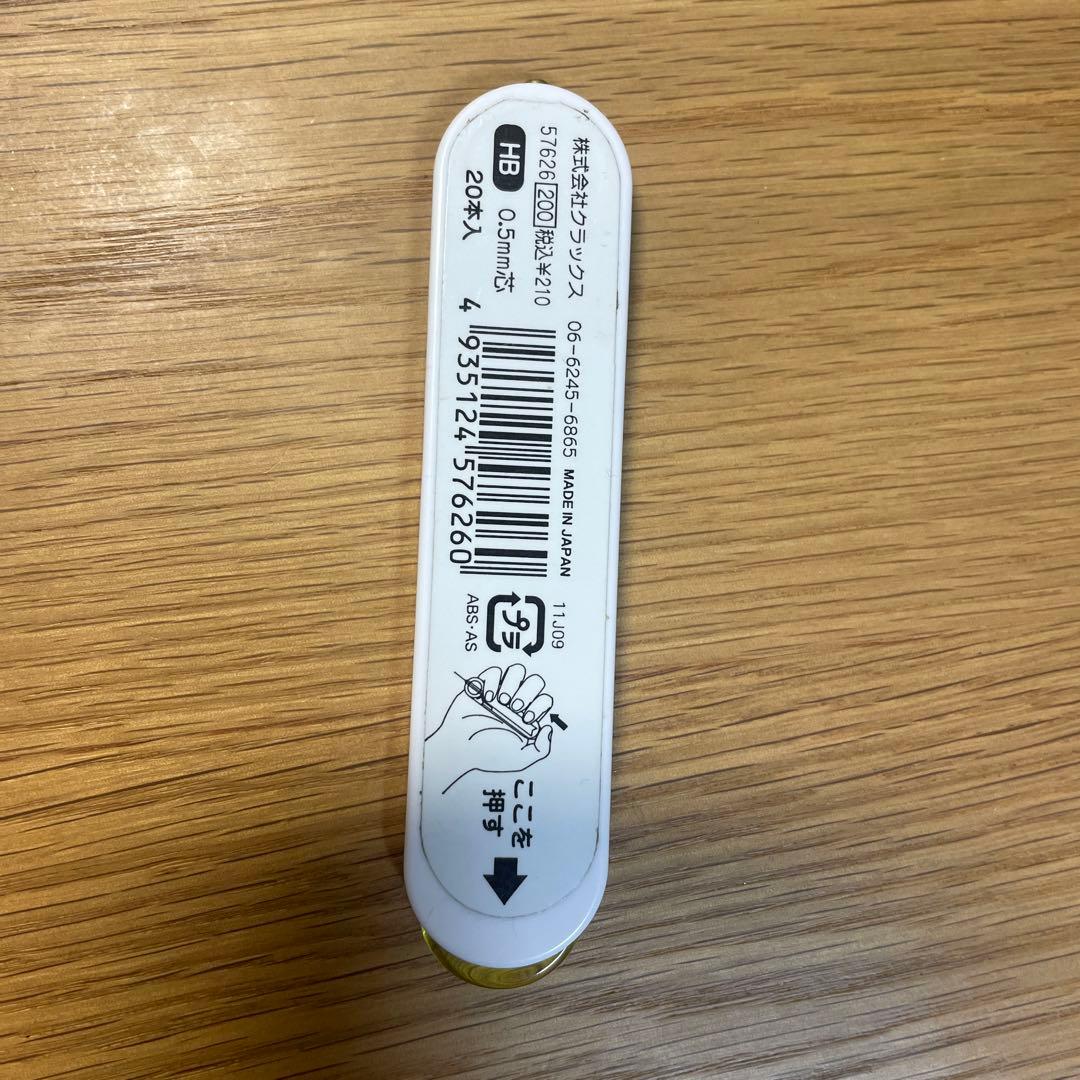 株式会社クラックス 06-6245-6865 MADE IN JAPAN
57626 200 税込¥210
HB 0.5mm芯
20本入
4 935124 576260
11J09
プラ
ABS・AS
ここを
押す